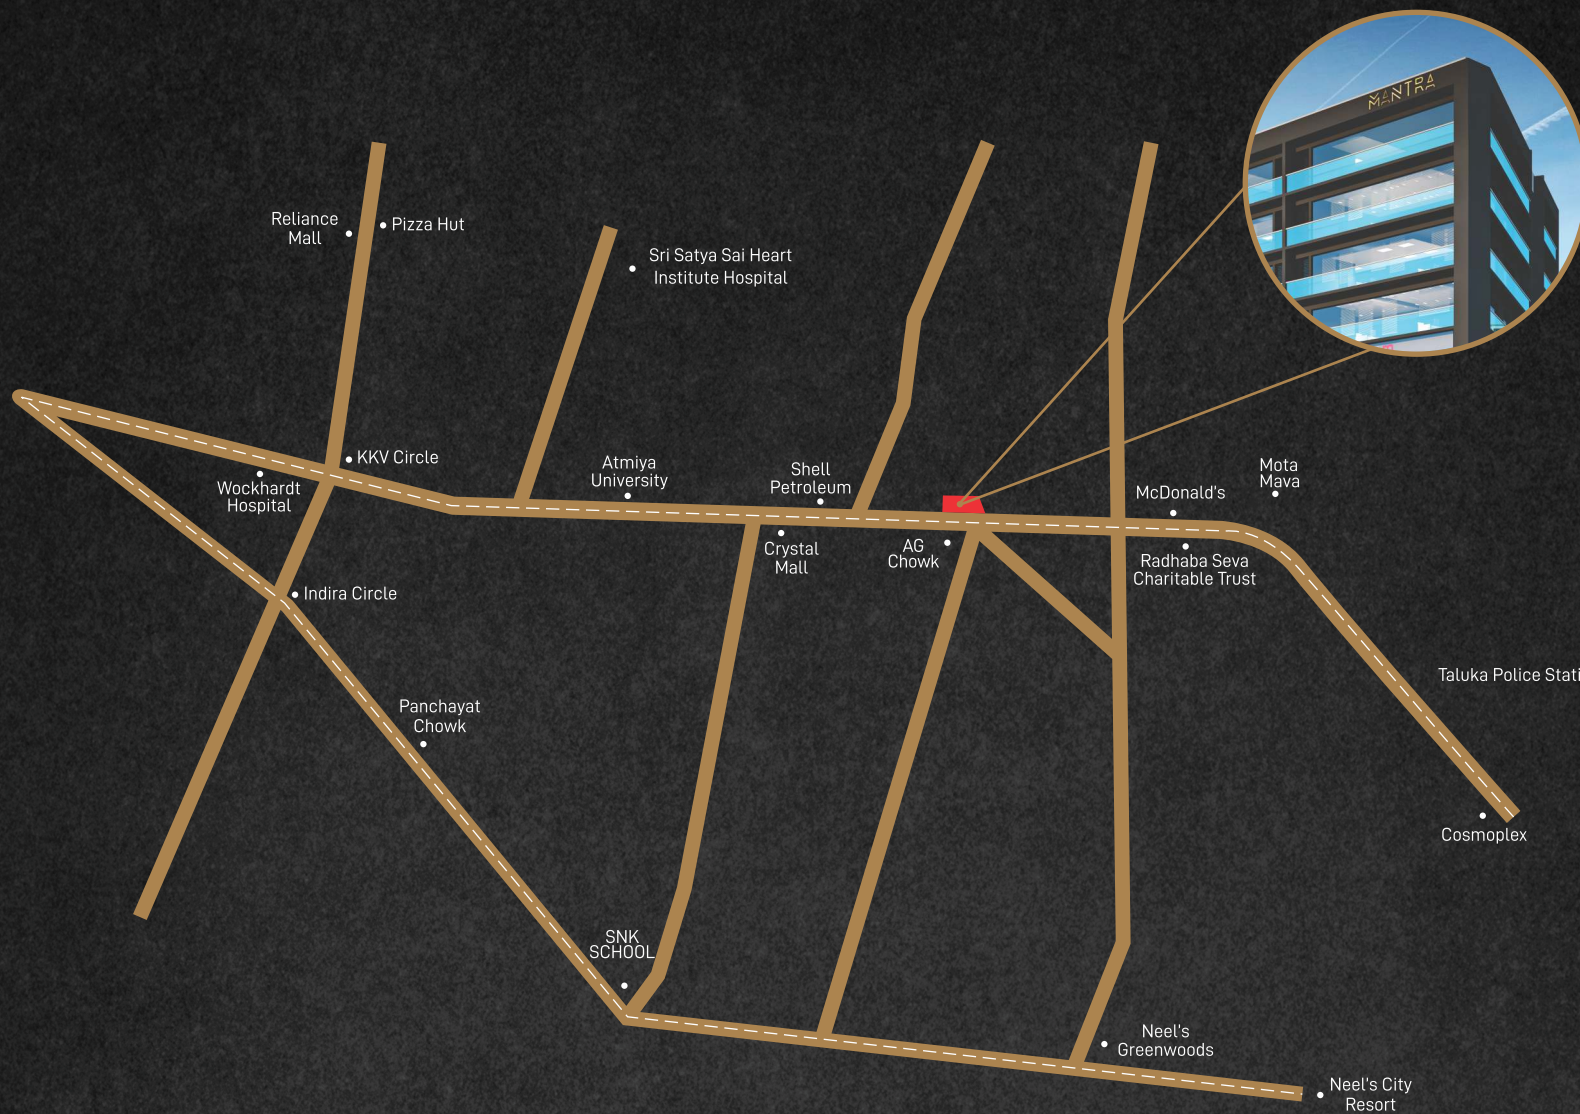 MANTRA
Reliance
Mall
Pizza Hut
Sri Satya Sai Heart
Institute Hospital
KKV Circle
Wockhardt
Hospital
Atmiya
University
Shell
Petroleum
Crystal
Mall
AG
Chowk
McDonald's
Mota
Mava
Radhaba Seva
Charitable Trust
Indira Circle
Taluka Police Stati
Panchayat
Chowk
Cosmoplex
SNK
SCHOOL
Neel's
Greenwoods
Neel's City
Resort